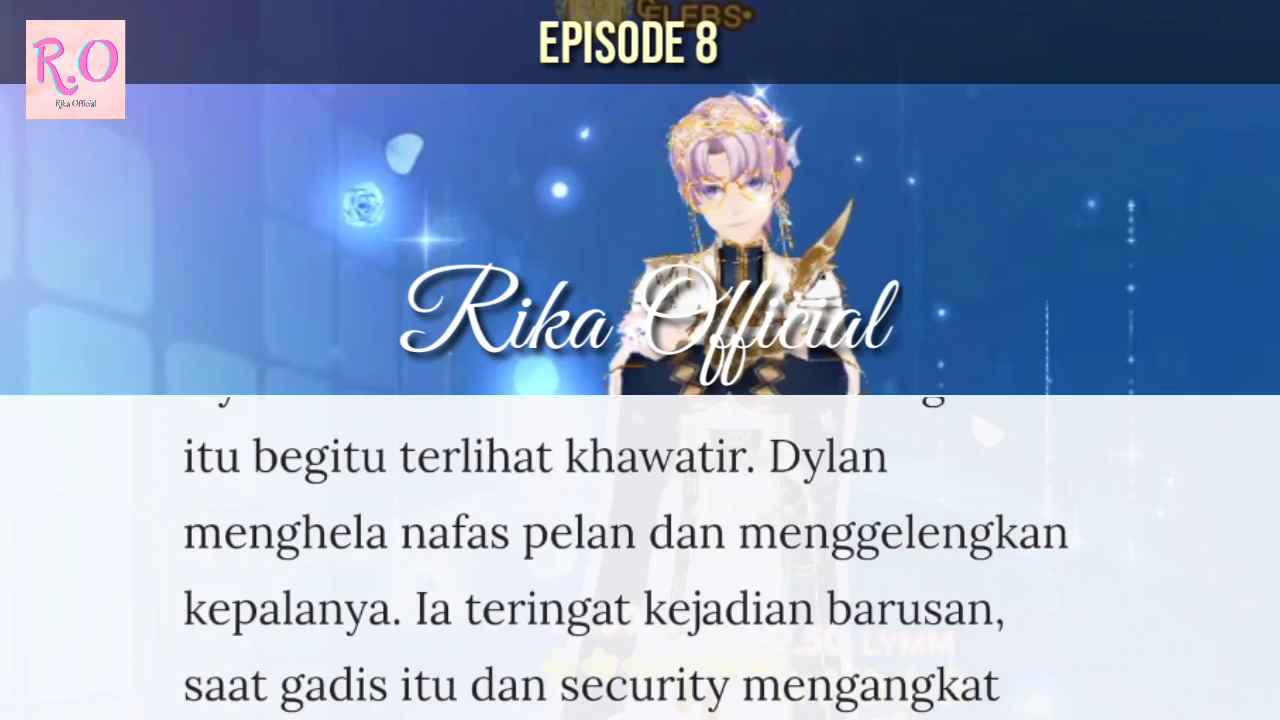 EPISODE 8
R.O
Rika Official
Rika Official
itu begitu terlihat khawatir. Dylan
menghela nafas pelan dan menggelengkan
kepalanya. Ia teringat kejadian barusan,
saat gadis itu dan security mengangkat
LYMM